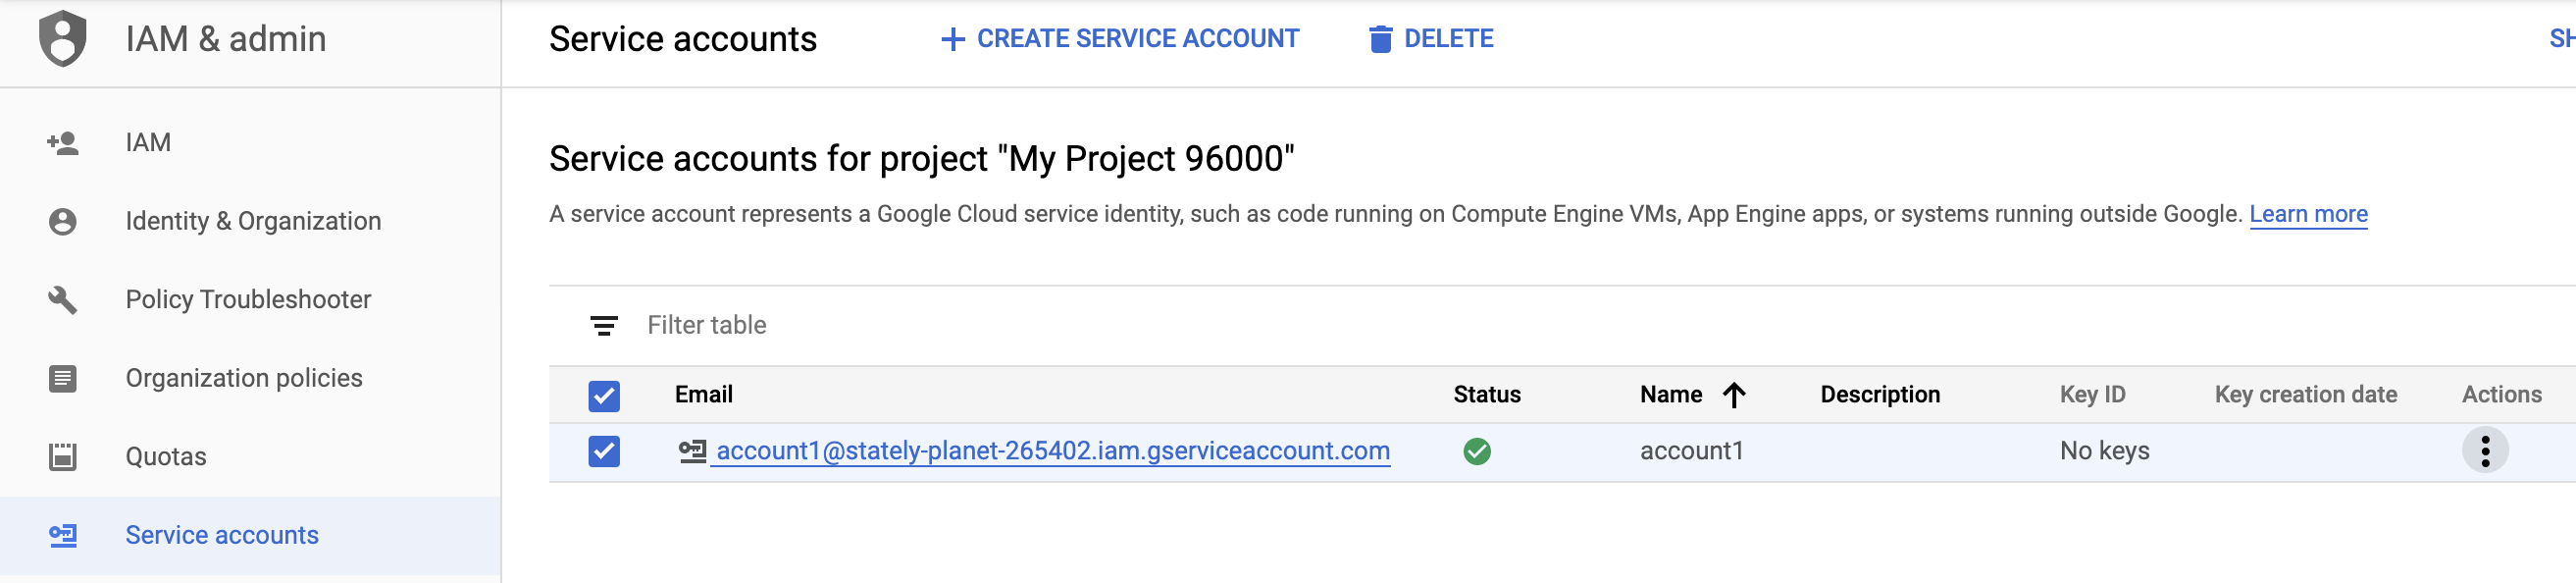 IAM & admin
Service accounts
CREATE SERVICE ACCOUNT
DELETE
SH
IAM
Identity & Organization
Policy Troubleshooter
Organization policies
Quotas
Service accounts
Service accounts for project "My Project 96000"
A service account represents a Google Cloud service identity, such as code running on Compute Engine VMs, App Engine apps, or systems running outside Google. Learn more
Filter table
Email Status Name Description Key ID Key creation date Actions
account1@stately-planet-265402.iam.gserviceaccount.com account1 No keys